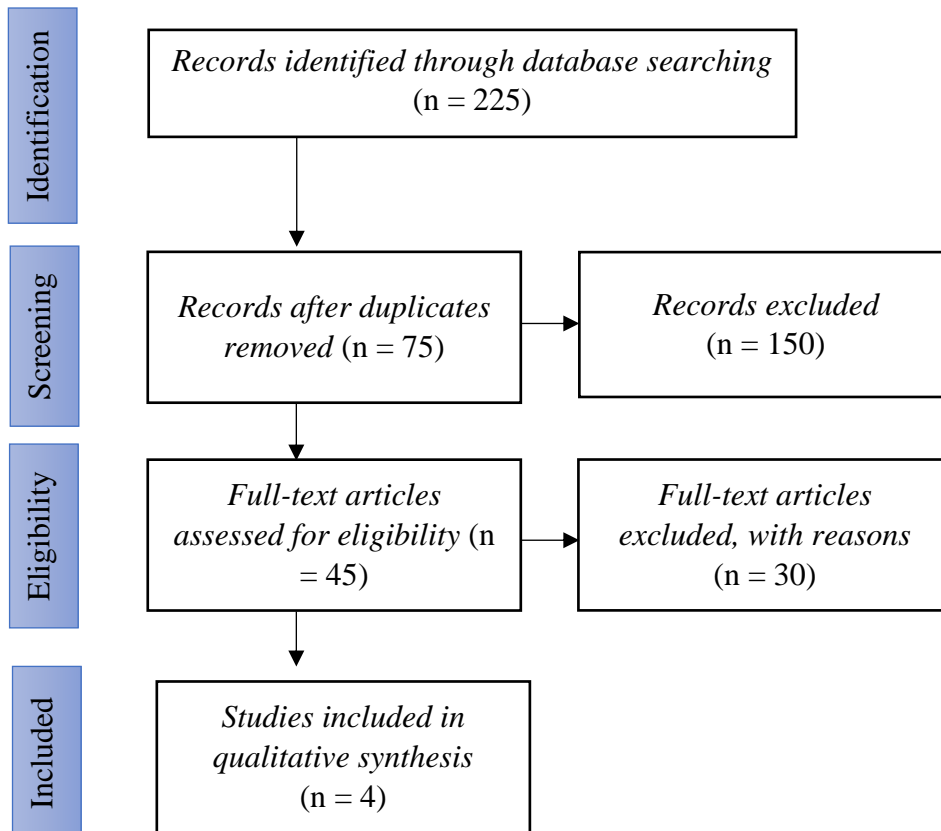 Identification
Records identified through database searching
(n = 225)
Screening
Records after duplicates
removed (n = 75)
Records excluded
(n = 150)
Eligibility
Full-text articles
assessed for eligibility (n
= 45)
Full-text articles
excluded, with reasons
(n = 30)
Included
Studies included in
qualitative synthesis
(n = 4)